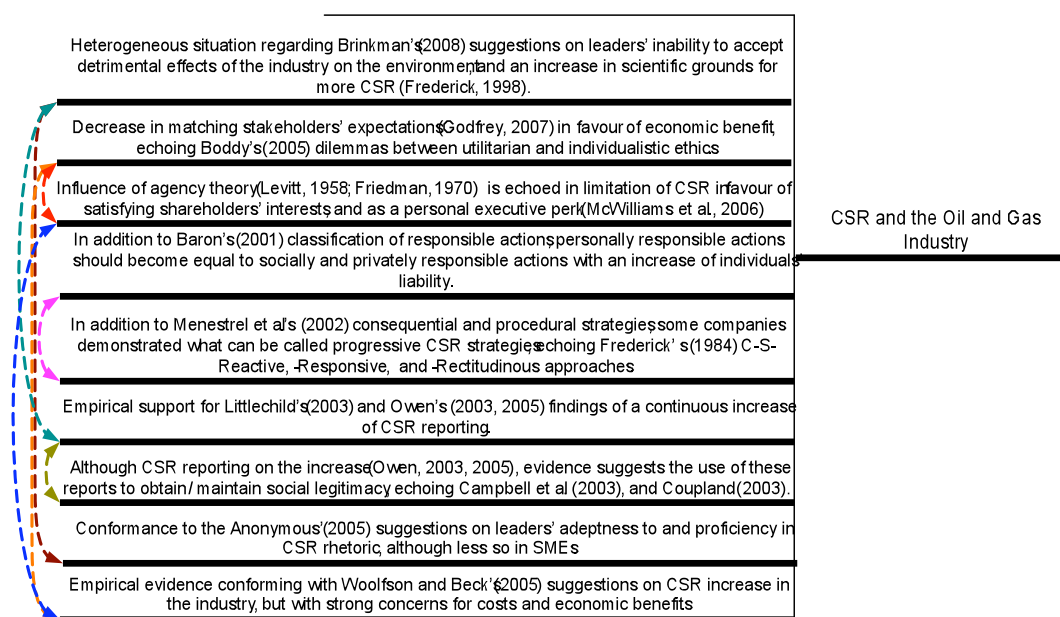 Heterogeneous situation regarding Brinkman's (2008) suggestions on leaders' inability to accept
detrimental effects of the industry on the environment, and an increase in scientific grounds for
more CSR (Frederick, 1998).
Decrease in matching stakeholders' expectations (Godfrey, 2007) in favour of economic benefit,
echoing Boddy's (2005) dilemmas between utilitarian and individualistic ethics
Influence of agency theory (Levitt, 1958; Friedman, 1970) is echoed in limitation of CSR in favour of
satisfying shareholders' interests, and as a personal executive perk (McWilliams et al., 2006)
In addition to Baron's (2001) classification of responsible actions, personally responsible actions
should become equal to socially and privately responsible actions with an increase of individuals'
liability.
In addition to Menestrel et al's (2002) consequential and procedural strategies, some companies
demonstrated what can be called progressive CSR strategies, echoing Frederick's (1984) C-S-
Reactive, -Responsive, and -Rectitudinous approaches
Empirical support for Littlechild's (2003) and Owen's (2003, 2005) findings of a continuous increase
of CSR reporting.
Although CSR reporting on the increase (Owen, 2003, 2005), evidence suggests the use of these
reports to obtain/ maintain social legitimacy, echoing Campbell et al (2003), and Coupland (2003).
Conformance to the Anonymous' (2005) suggestions on leaders' adeptness to and proficiency in
CSR rhetoric, although less so in SMEs
Empirical evidence conforming with Woolfson and Beck's (2005) suggestions on CSR increase in
the industry, but with strong concerns for costs and economic benefits
CSR and the Oil and Gas
Industry